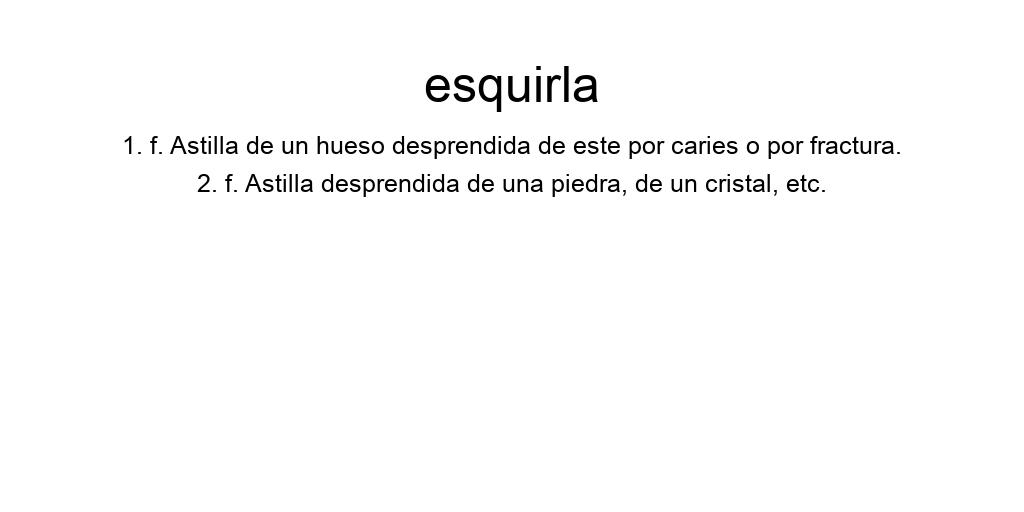 esquirla
1. f. Astilla de un hueso desprendida de este por caries o por fractura.
2. f. Astilla desprendida de una piedra, de un cristal, etc.